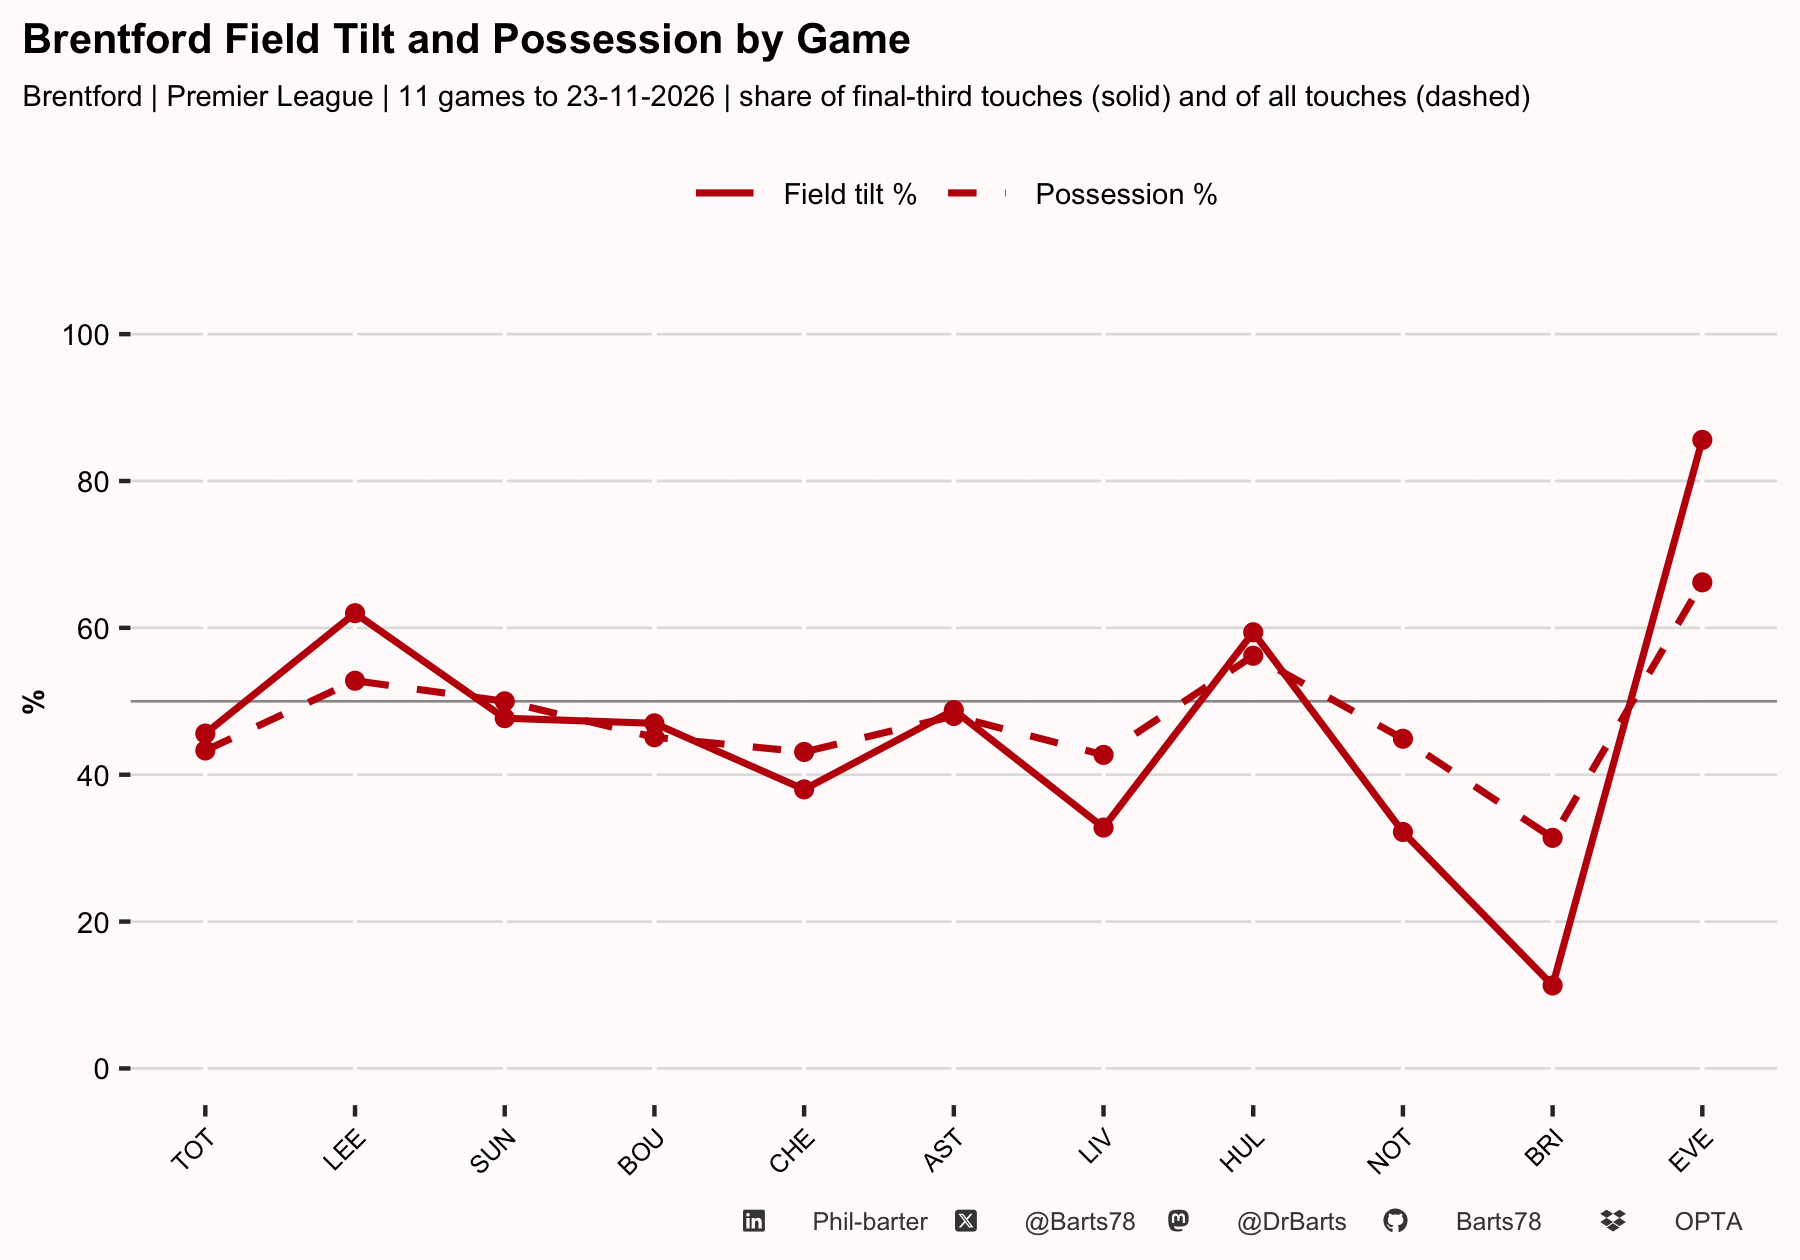 Brentford Field Tilt and Possession by Game
Brentford | Premier League | 11 games to 23-11-2026 | share of final-third touches (solid) and of all touches (dashed)
Field tilt % Possession %
100
80
60
40
20
0
%
TOT LEE SUN BOU CHE AST LIV HUL NOT BRI EVE
Phil-barter @Barts78 @DrBarts Barts78 OPTA